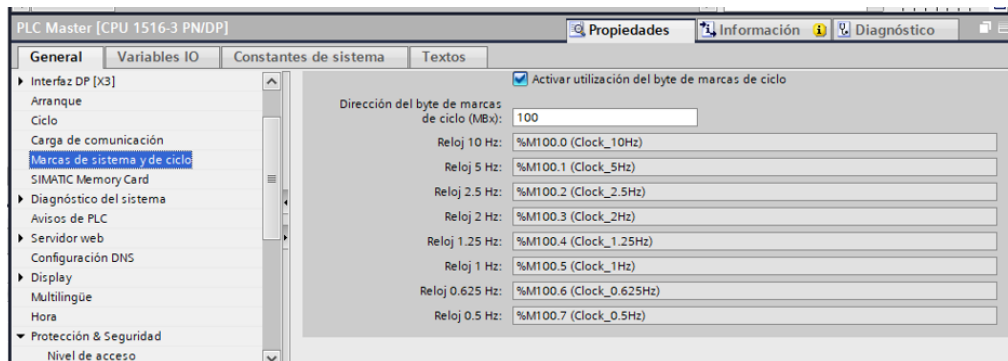 PLC Master [CPU 1516-3 PN/DP]
Propiedades
Información
Diagnóstico
General
Variables IO
Constantes de sistema
Textos
Interfaz DP [X3]
Arranque
Ciclo
Carga de comunicación
Marcas de sistema y de ciclo
SIMATIC Memory Card
Diagnóstico del sistema
Avisos de PLC
Servidor web
Configuración DNS
Display
Multilingüe
Hora
Protección & Seguridad
Nivel de acceso
Activar utilización del byte de marcas de ciclo
Dirección del byte de marcas
de ciclo (MBx): 100
Reloj 10 Hz: %M100.0 (Clock_10Hz)
Reloj 5 Hz: %M100.1 (Clock_5Hz)
Reloj 2.5 Hz: %M100.2 (Clock_2.5Hz)
Reloj 2 Hz: %M100.3 (Clock_2Hz)
Reloj 1.25 Hz: %M100.4 (Clock_1.25Hz)
Reloj 1 Hz: %M100.5 (Clock_1Hz)
Reloj 0.625 Hz: %M100.6 (Clock_0.625Hz)
Reloj 0.5 Hz: %M100.7 (Clock_0.5Hz)